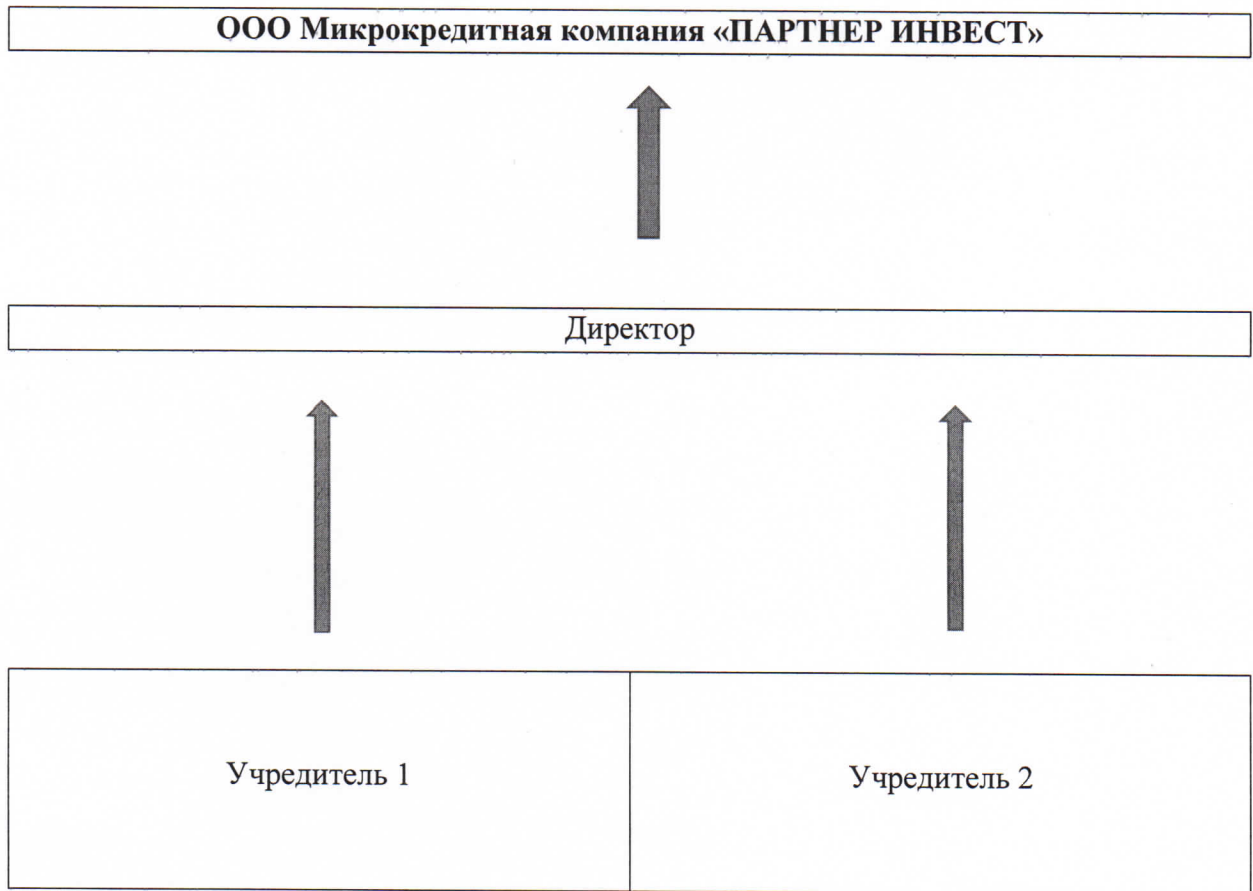 ООО Микрокредитная компания «ПАРТНЕР ИНВЕСТ»
Директор
Учредитель 1
Учредитель 2